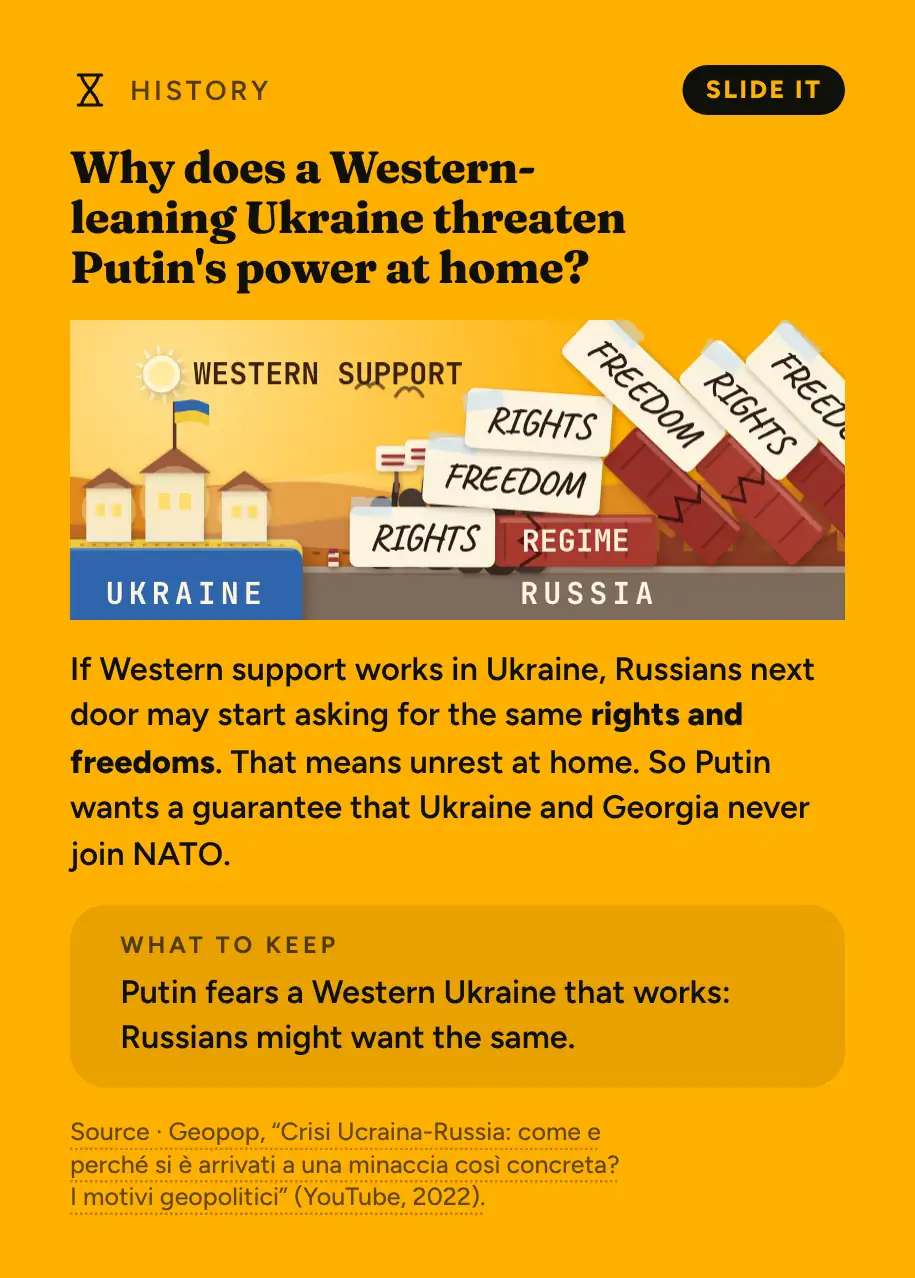 HISTORY
SLIDE IT
Why does a Western-
leaning Ukraine threaten
Putin's power at home?
WESTERN SUPPORT
FREEDOM
RIGHTS
RIGHTS
FREEDOM
RIGHTS
REGIME
UKRAINE
RUSSIA
If Western support works in Ukraine, Russians next
door may start asking for the same rights and
freedoms. That means unrest at home. So Putin
wants a guarantee that Ukraine and Georgia never
join NATO.
WHAT TO KEEP
Putin fears a Western Ukraine that works:
Russians might want the same.
Source · Geopop, “Crisi Ucraina-Russia: come e
perché si è arrivati a una minaccia così concreta?
I motivi geopolitici” (YouTube, 2022).